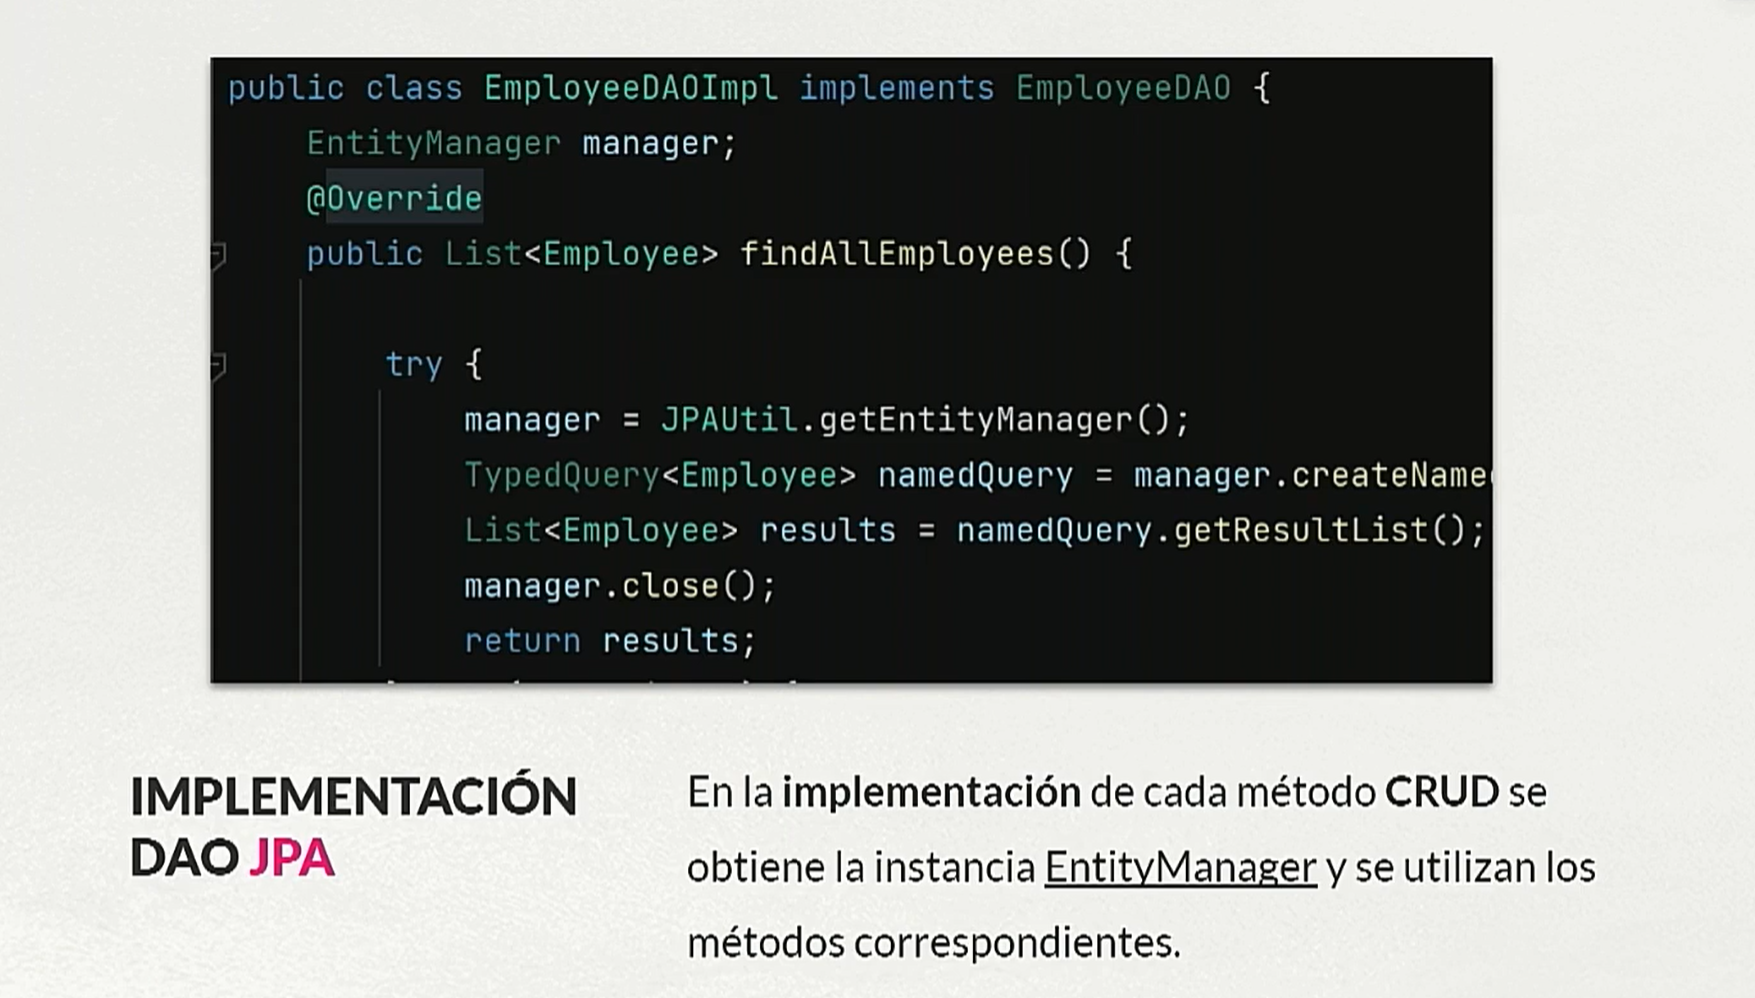 public class EmployeeDAOImpl implements EmployeeDAO {
EntityManager manager;
@Override
public List<Employee> findAllEmployees() {
try {
manager = JPAUtil.getEntityManager();
TypedQuery<Employee> namedQuery = manager.createName
List<Employee> results = namedQuery.getResultList();
manager.close();
return results;
IMPLEMENTACIÓN
DAO JPA
En la implementación de cada método CRUD se
obtiene la instancia EntityManager y se utilizan los
métodos correspondientes.